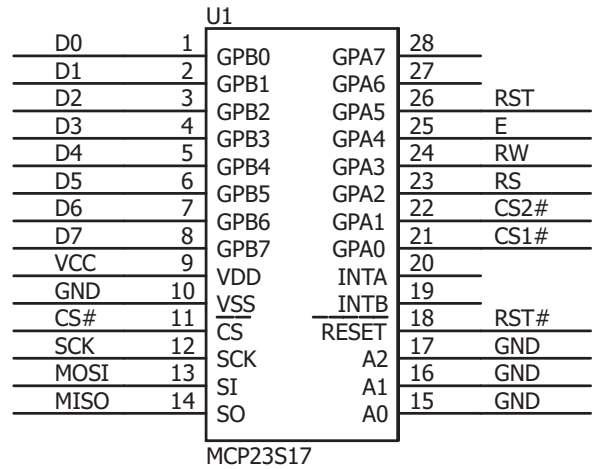 U1
D0 1 GPB0 GPA7 28
D1 2 GPB1 GPA6 27
D2 3 GPB2 GPA5 26 RST
D3 4 GPB3 GPA4 25 E
D4 5 GPB4 GPA3 24 RW
D5 6 GPB5 GPA2 23 RS
D6 7 GPB6 GPA1 22 CS2#
D7 8 GPB7 GPA0 21 CS1#
VCC 9 VDD INTA 20
GND 10 VSS INTB 19
CS# 11 CS RESET 18 RST#
SCK 12 SCK A2 17 GND
MOSI 13 SI A1 16 GND
MISO 14 SO A0 15 GND
MCP23S17